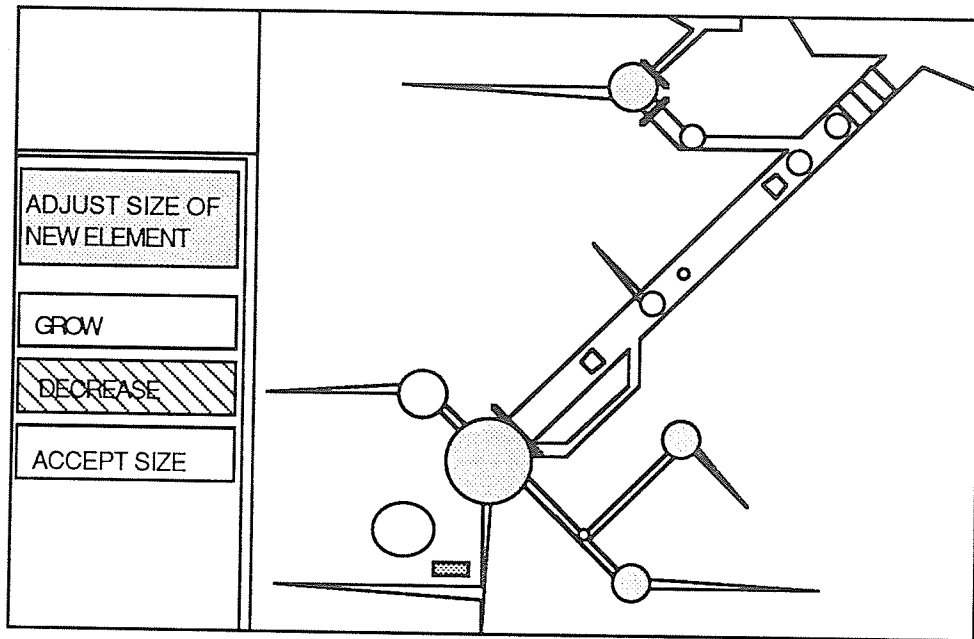 ADJUST SIZE OF
NEW ELEMENT
GROW
DECREASE
ACCEPT SIZE